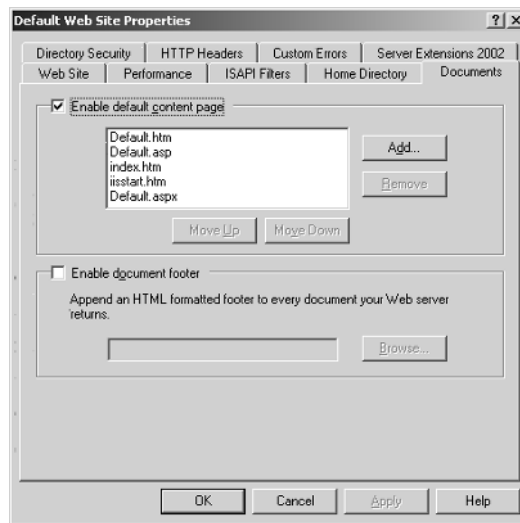 Default Web Site Properties ? X
Directory Security HTTP Headers Custom Errors Server Extensions 2002
Web Site Performance ISAPI Filters Home Directory Documents
Enable default content page
Default.htm
Default.asp
index.htm
iisstart.htm
Default.aspx
Add...
Remove
Move Up Move Down
Enable document footer
Append an HTML formatted footer to every document your Web server
returns.
Browse...
OK Cancel Apply Help